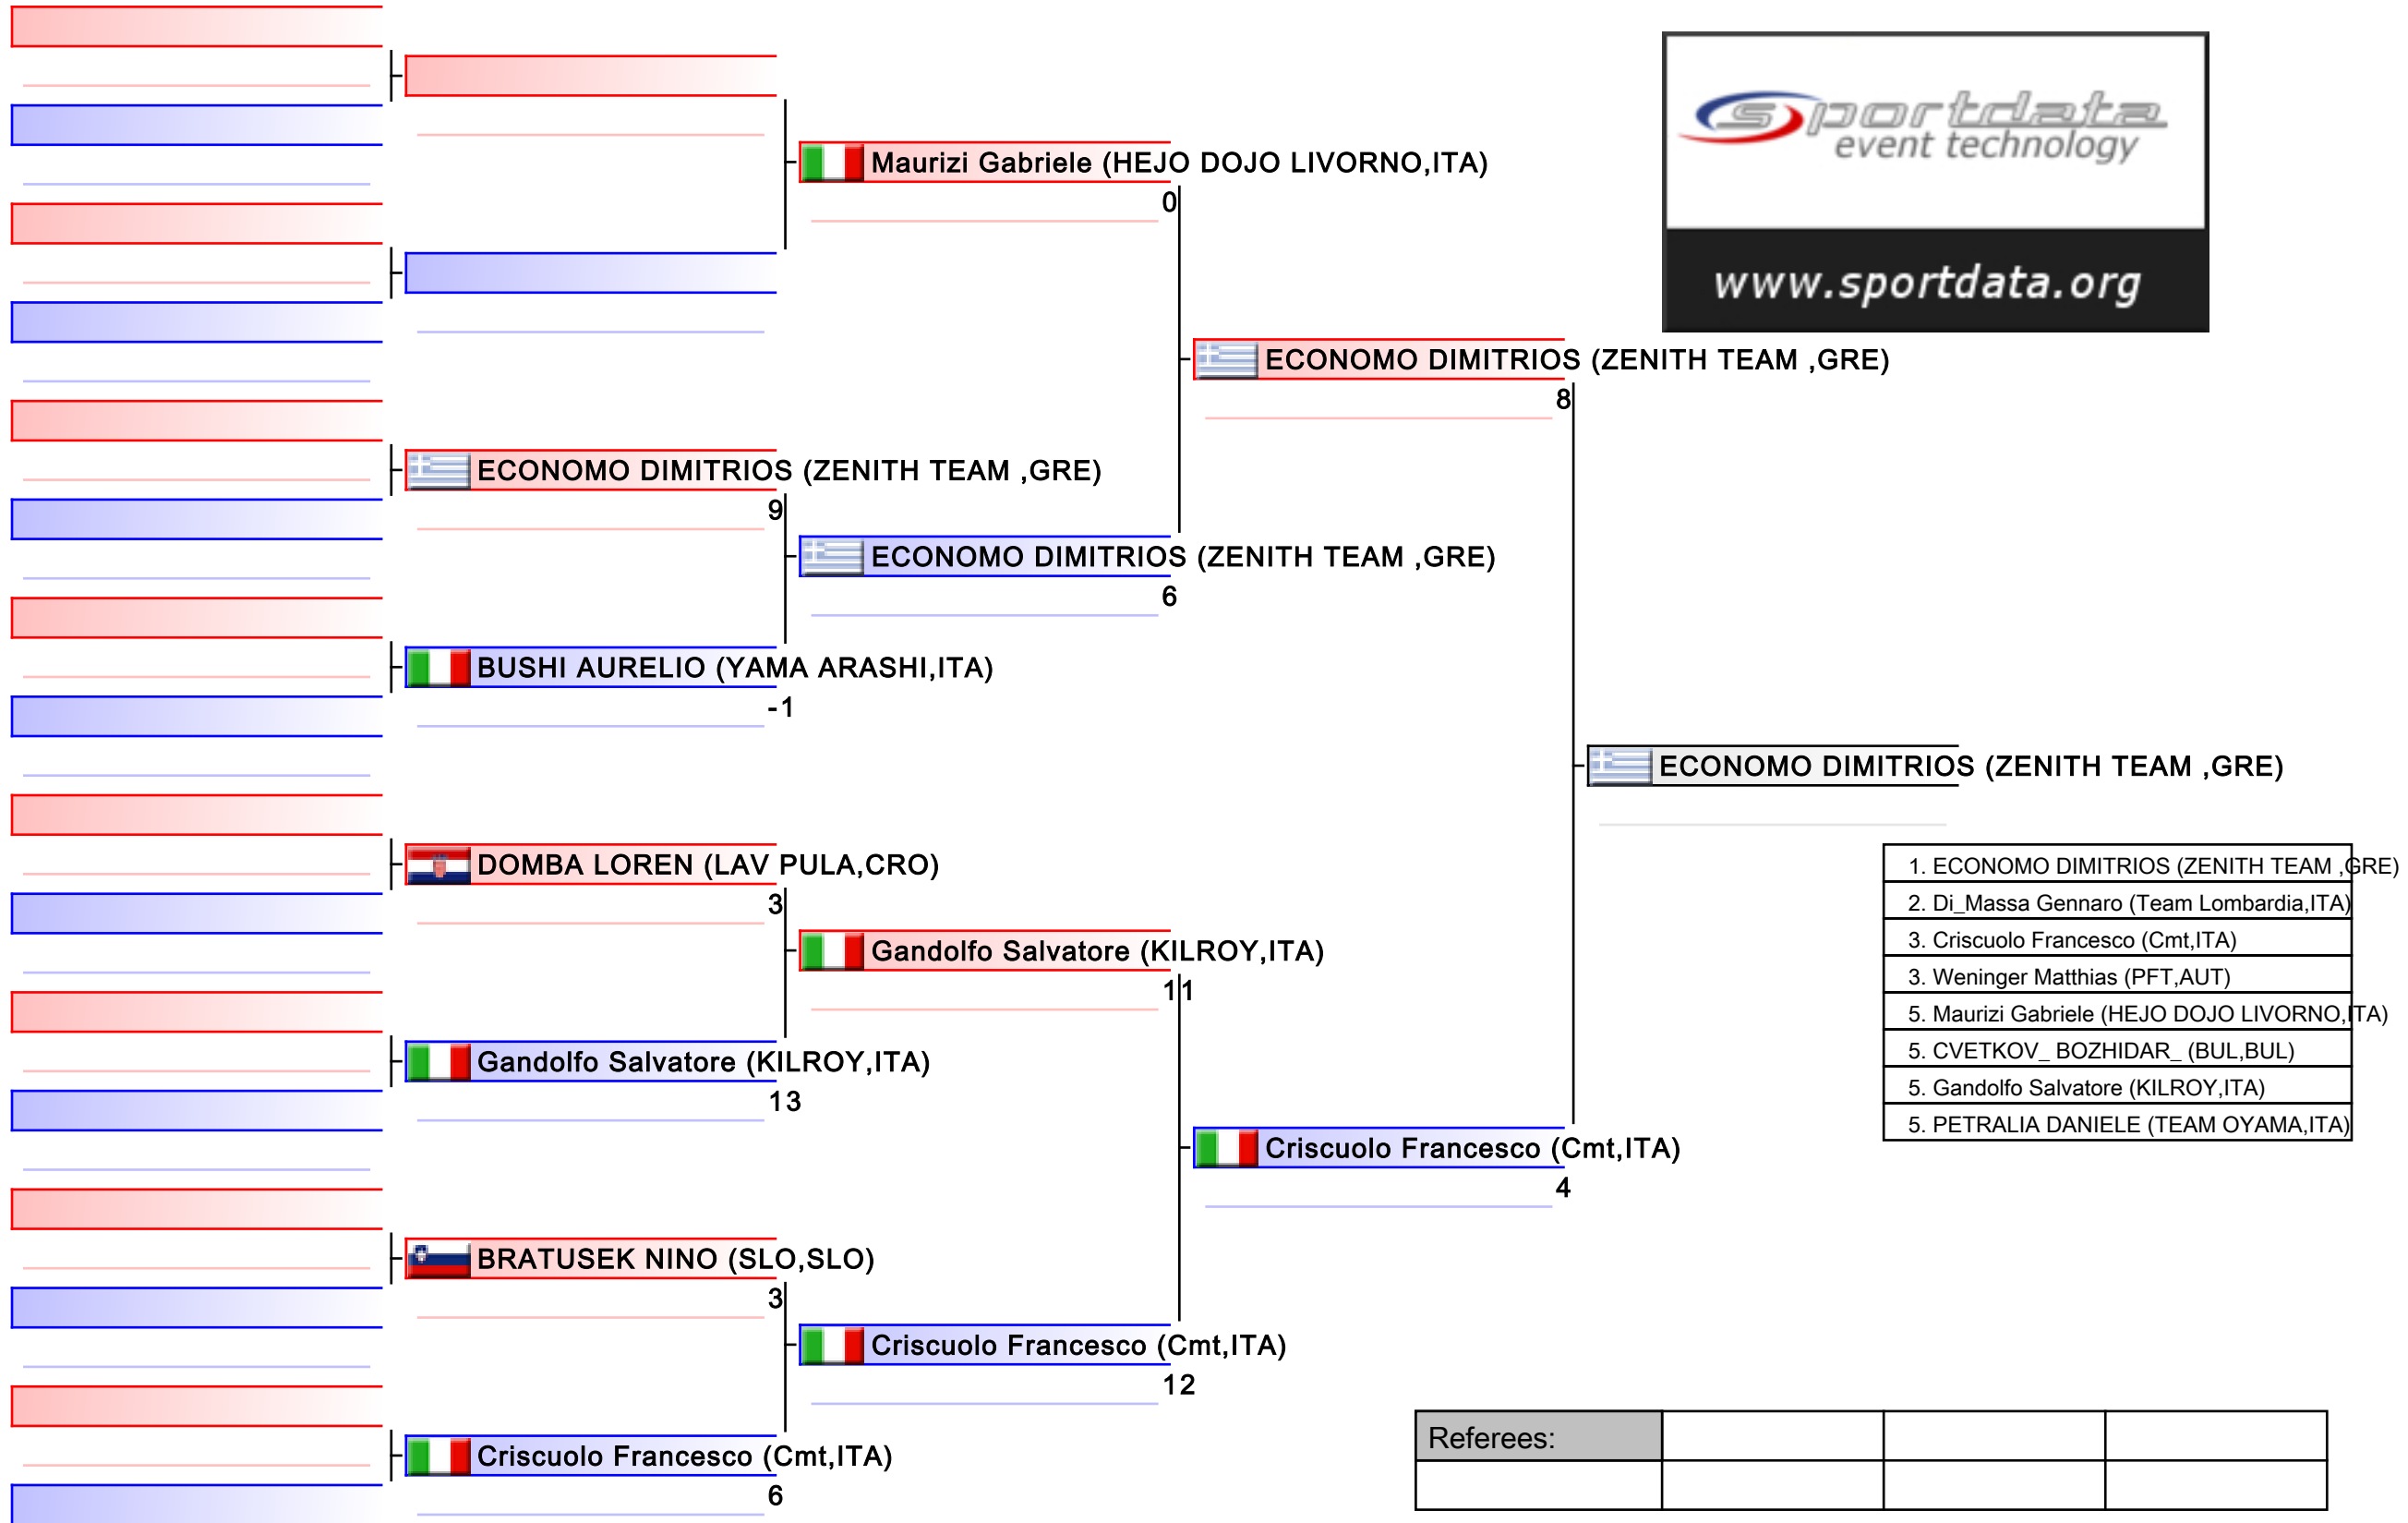 sportdata
event technology
www.sportdata.org
Maurizi Gabriele (HEJO DOJO LIVORNO,ITA)
0
ECONOMO DIMITRIOS (ZENITH TEAM ,GRE)
8
ECONOMO DIMITRIOS (ZENITH TEAM ,GRE)
9
ECONOMO DIMITRIOS (ZENITH TEAM ,GRE)
6
BUSHI AURELIO (YAMA ARASHI,ITA)
-1
ECONOMO DIMITRIOS (ZENITH TEAM ,GRE)
DOMBA LOREN (LAV PULA,CRO)
3
Gandolfo Salvatore (KILROY,ITA)
11
Gandolfo Salvatore (KILROY,ITA)
13
Criscuolo Francesco (Cmt,ITA)
4
BRATUSEK NINO (SLO,SLO)
3
Criscuolo Francesco (Cmt,ITA)
12
Criscuolo Francesco (Cmt,ITA)
6
1. ECONOMO DIMITRIOS (ZENITH TEAM ,GRE)
2. Di_Massa Gennaro (Team Lombardia,ITA)
3. Criscuolo Francesco (Cmt,ITA)
3. Weninger Matthias (PFT,AUT)
5. Maurizi Gabriele (HEJO DOJO LIVORNO,ITA)
5. CVETKOV_ BOZHIDAR_ (BUL,BUL)
5. Gandolfo Salvatore (KILROY,ITA)
5. PETRALIA DANIELE (TEAM OYAMA,ITA)
Referees: